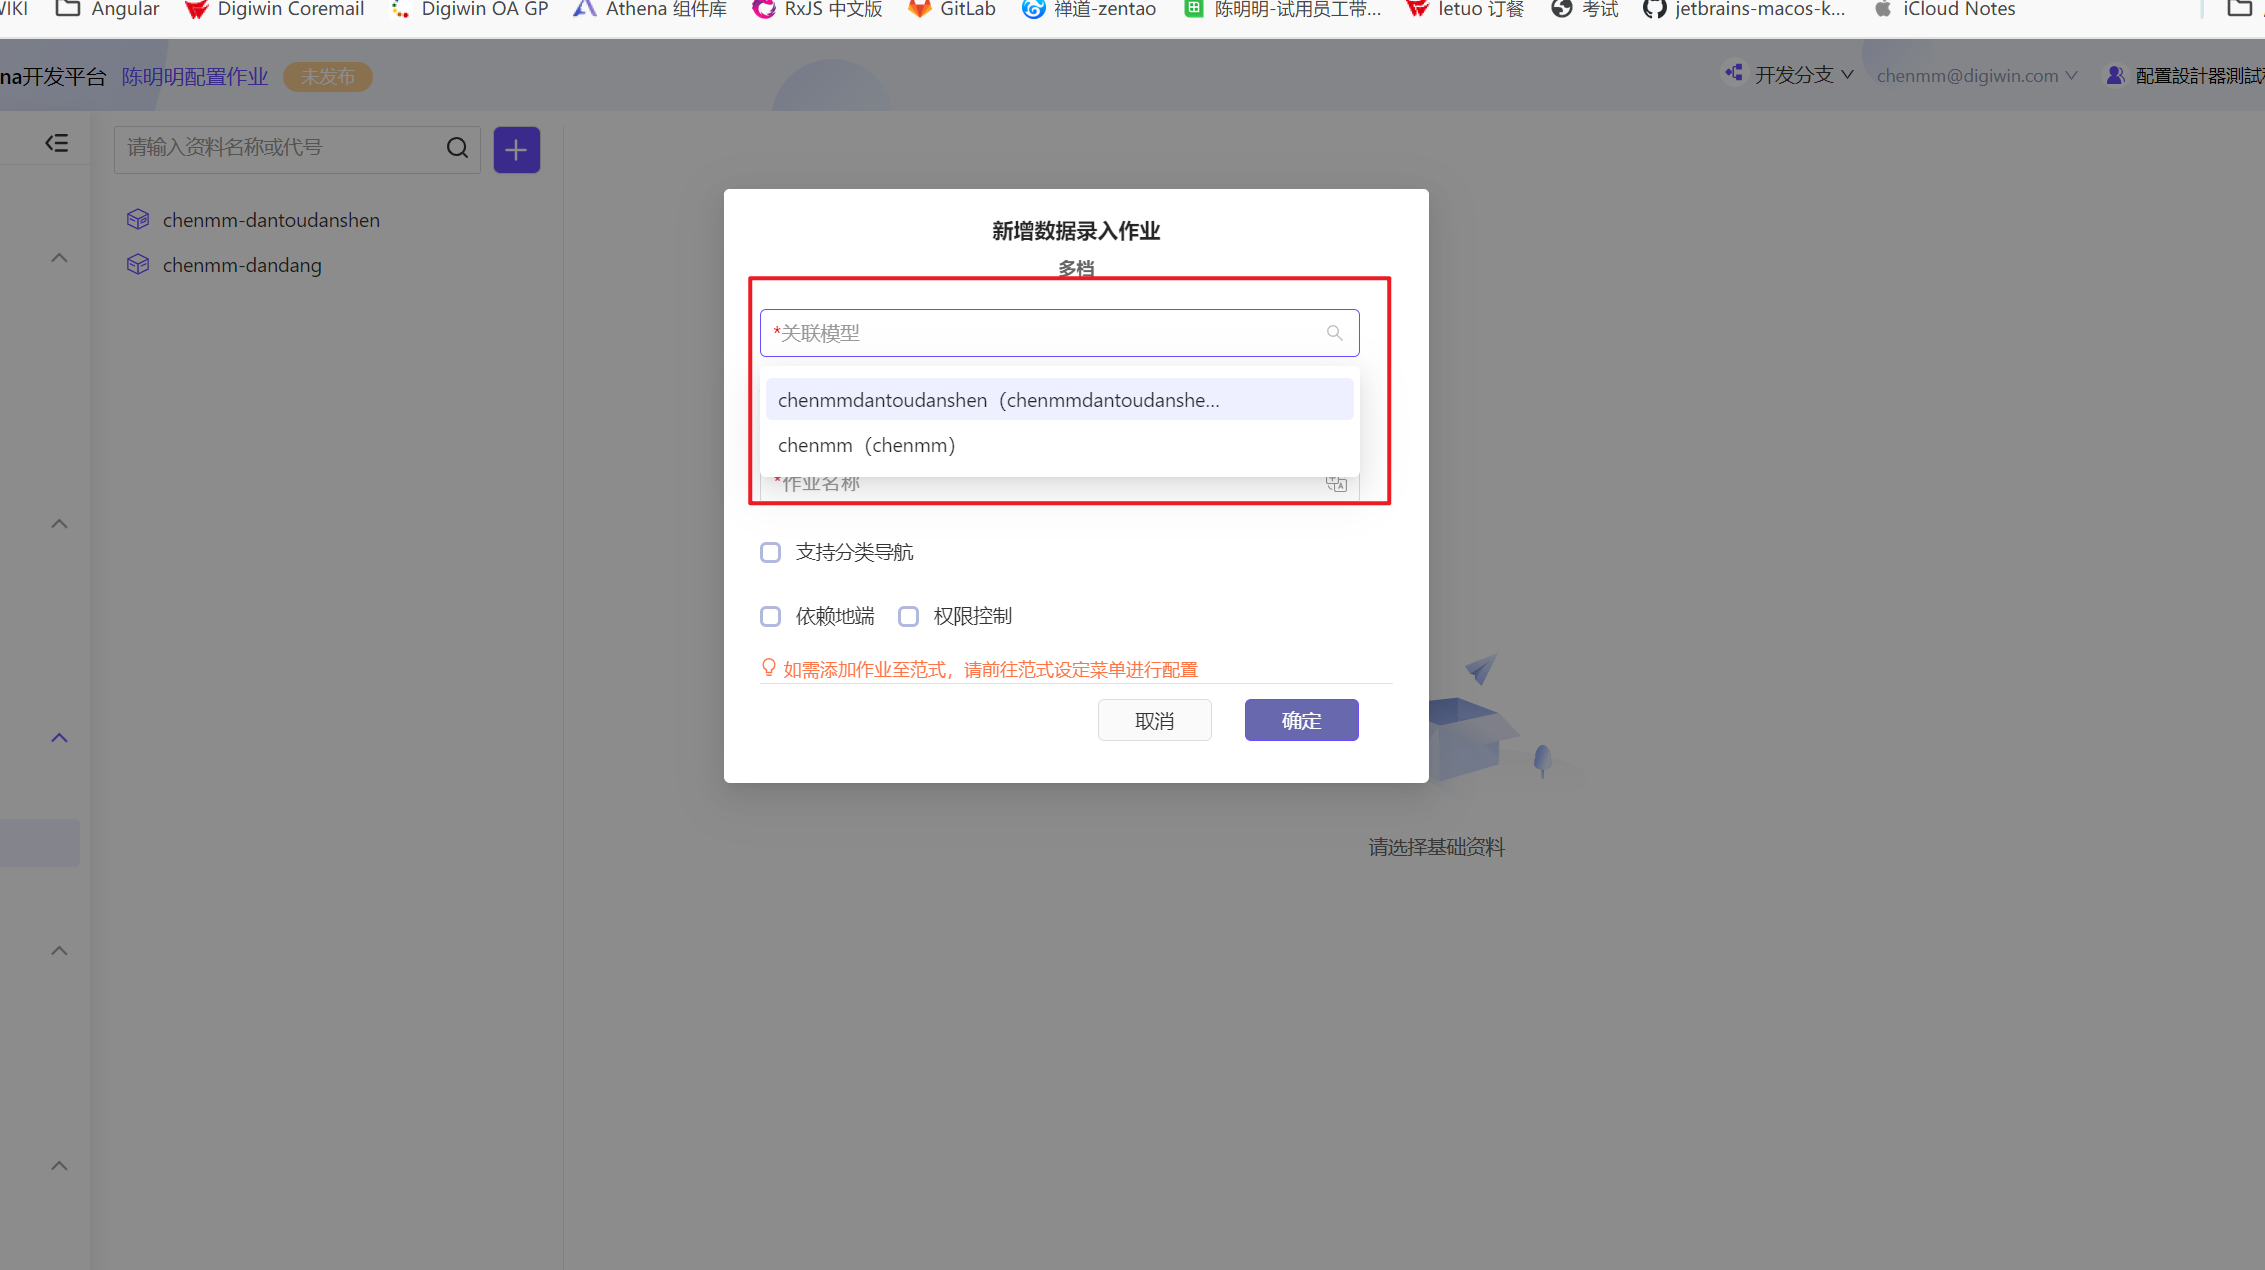 WIKI Angular Digiwin Coremail Digiwin OA GP Athena 组件库 RxJS 中文版 GitLab 禅道-zentao 陈明明-试用员工带... letuo 订餐 考试 jetbrains-macos-k... iCloud Notes
na开发平台 陈明明配置作业 未发布 开发分支 chenmm@digiwin.com 配置設計器測試
请输入资料名称或代号
chenmm-dantoudanshen
chenmm-dandang
新增数据录入作业
多档
*关联模型
chenmmdantoudanshen（chenmmdantoudanshe...
chenmm（chenmm）
*作业名称
支持分类导航
依赖地端 权限控制
如需添加作业至范式，请前往范式设定菜单进行配置
取消 确定
请选择基础资料